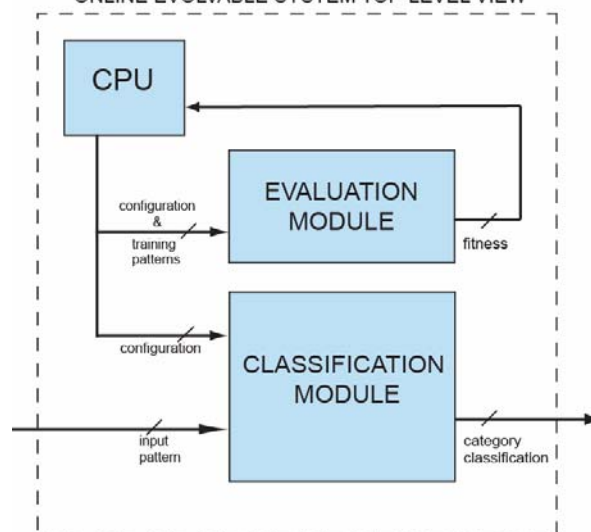 ONLINE EVOLVABLE SYSTEM TOP-LEVEL VIEW
CPU
EVALUATION
MODULE
configuration
&
training
patterns
fitness
configuration
CLASSIFICATION
MODULE
input
pattern
category
classification